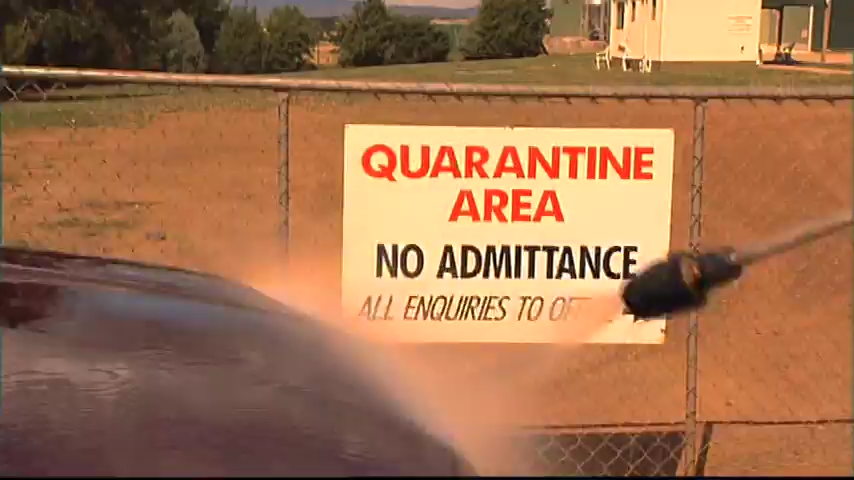 QUARANTINE
AREA
NO ADMITTANCE
ALL ENQUIRIES TO